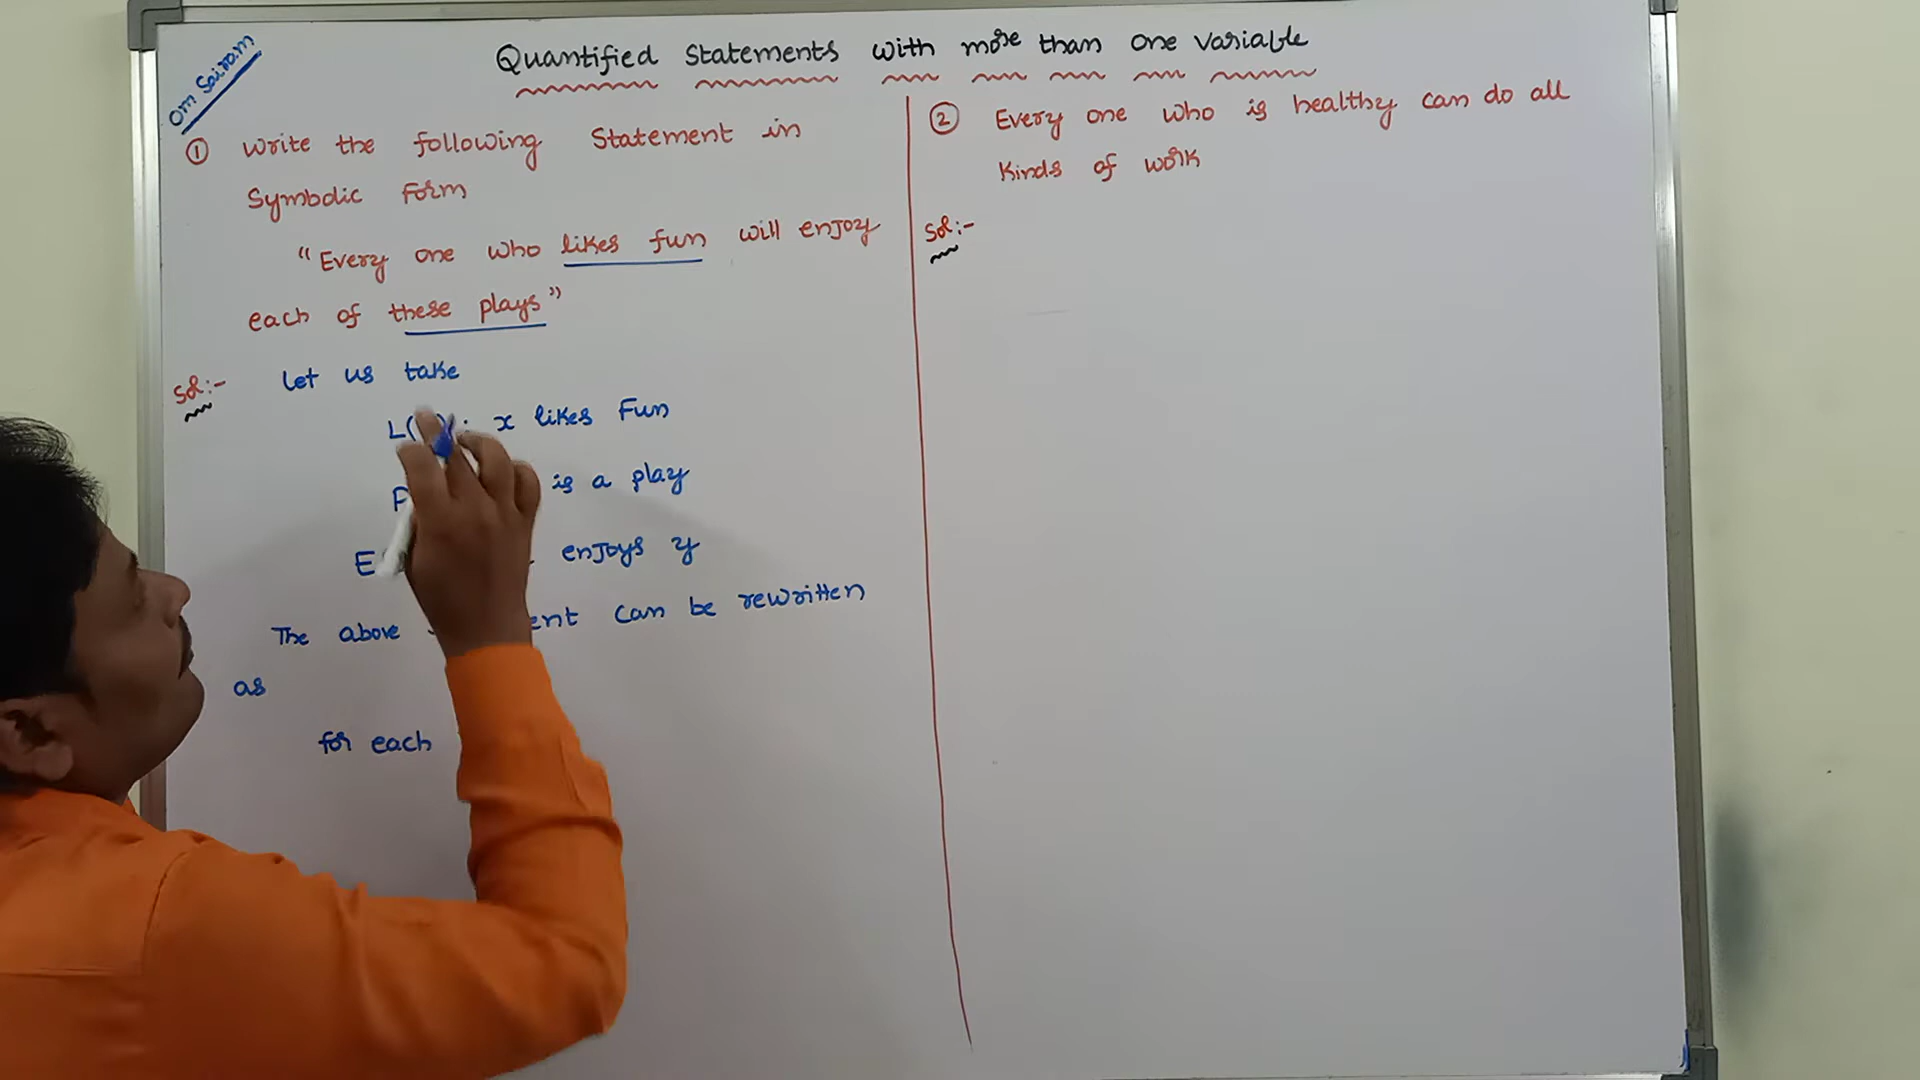 Om Sairam
Quantified Statements with more than one variable
① Write the following Statement in
Symbolic Form
"Every one who likes fun will enjoy
each of these plays"
Sol:- Let us take
L( ): x likes Fun
P is a play
E enjoys y
The above ent can be rewritten
as
for each
② Every one who is healthy can do all
kinds of work
Sol:-